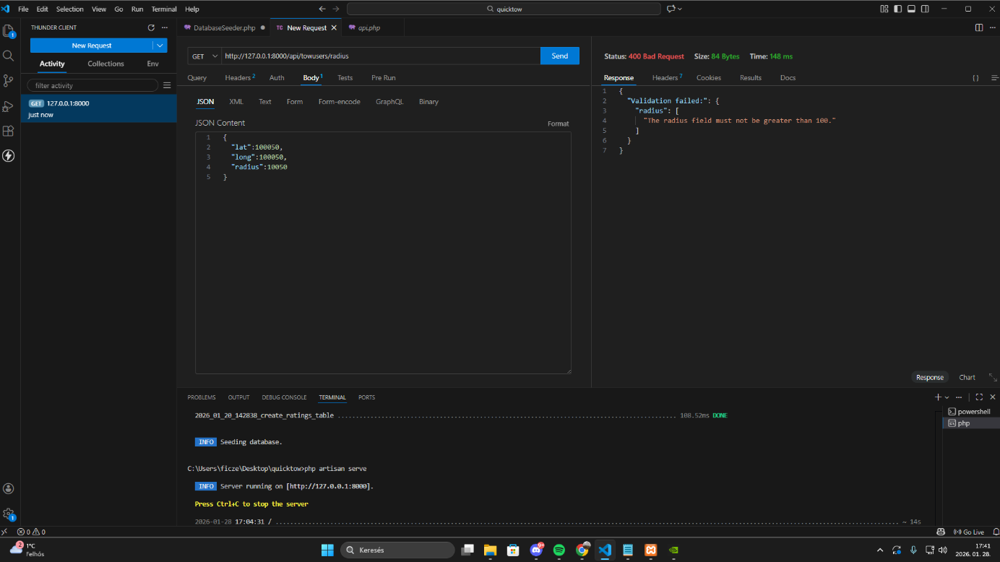 File Edit Selection View Go Run Terminal Help
quicktow
THUNDER CLIENT
New Request
Activity Collections Env
filter activity
GET 127.0.0.1:8000
just now
1
1
DatabaseSeeder.php
TC New Request
api.php
GET http://127.0.0.1:8000/api/towusers/radius Send
Query Headers 2 Auth Body 1 Tests Pre Run
JSON XML Text Form Form-encode GraphQL Binary
JSON Content
Format
1 {
2 "lat":100050,
3 "long":100050,
4 "radius":10050
5 }
Status: 400 Bad Request Size: 84 Bytes Time: 148 ms
Response Headers 7 Cookies Results Docs
{ }
1 {
2 "Validation failed:": {
3 "radius": [
4 "The radius field must not be greater than 100."
5 ]
6 }
7 }
Response Chart
PROBLEMS OUTPUT DEBUG CONSOLE TERMINAL PORTS
2026_01_20_142838_create_ratings_table ........................................ 108.52ms DONE
INFO Seeding database.
C:\Users\ficze\Desktop\quicktow>php artisan serve
INFO Server running on [http://127.0.0.1:8000].
Press Ctrl+C to stop the server
2026-01-28 17:04:31 / ........................................ ~ 14s
powershell
php
0 0
Go Live
2
1°C
Felhős
Keresés
9+
17:41
2026. 01. 28.